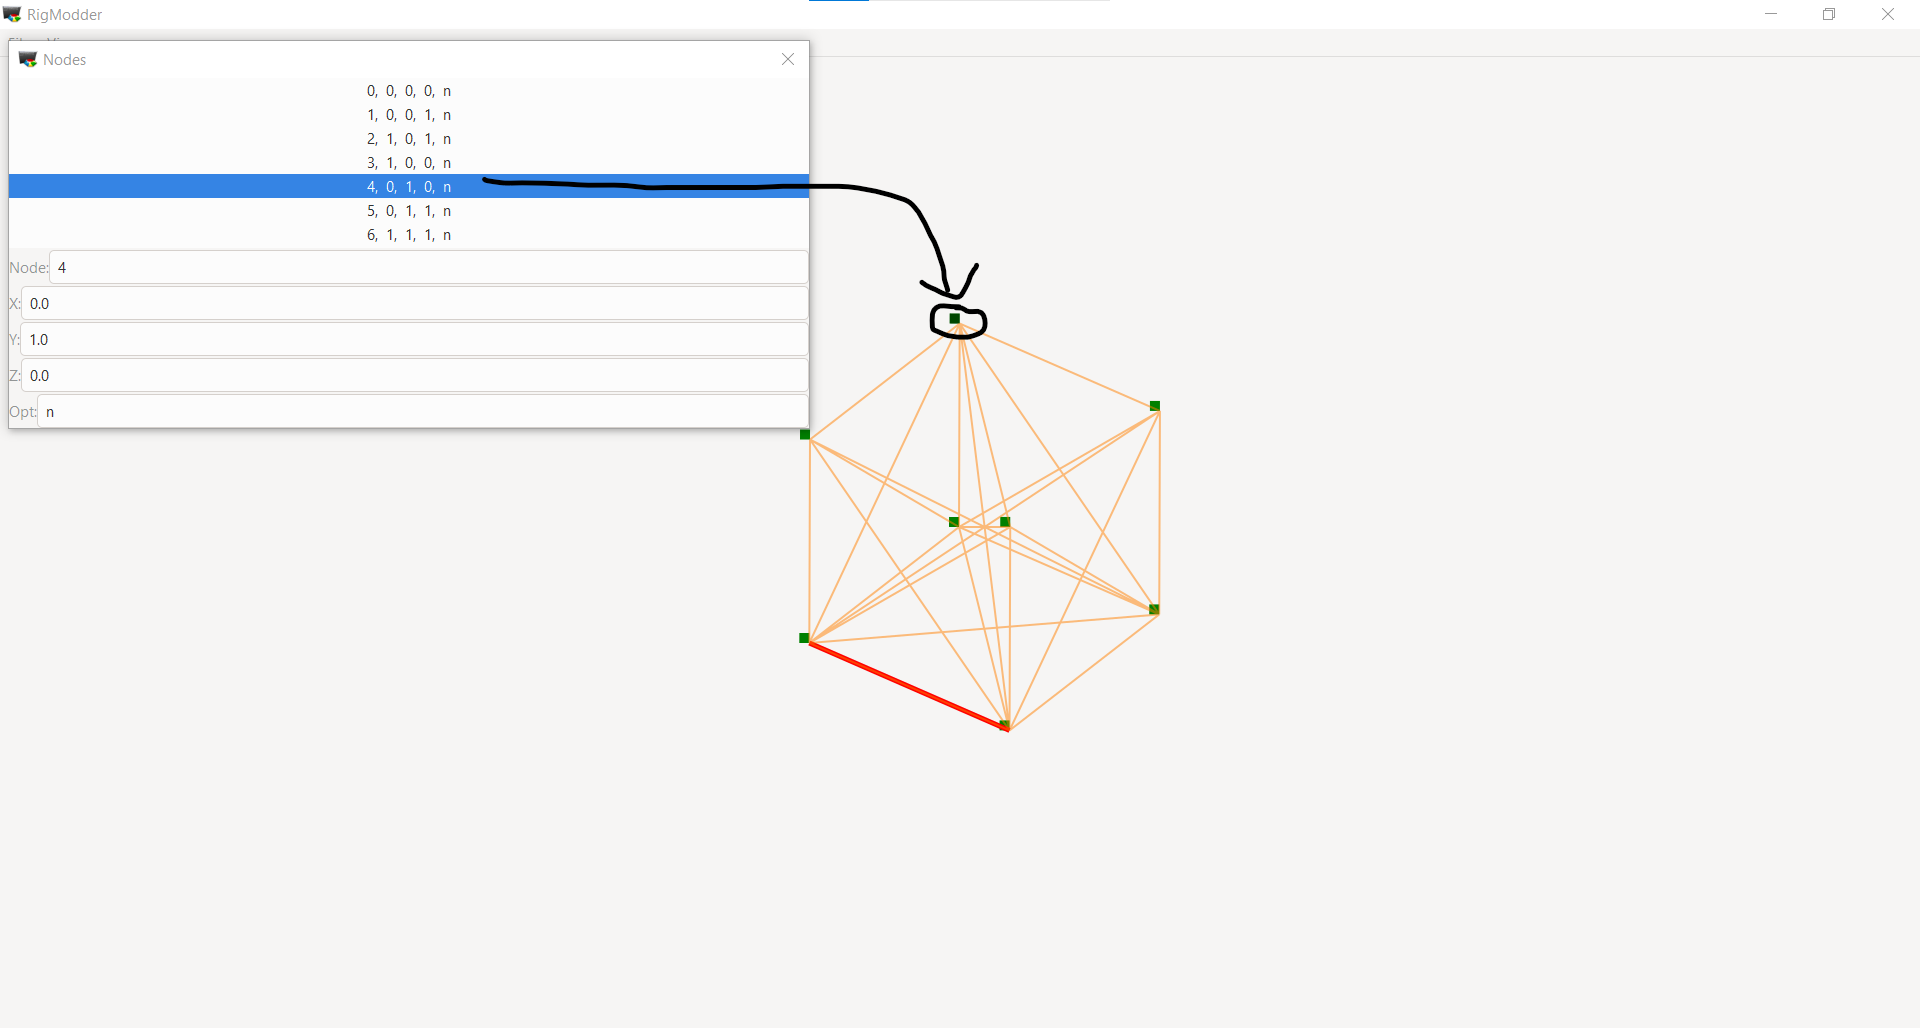 RigModder
Nodes
0, 0, 0, 0, n
1, 0, 0, 1, n
2, 1, 0, 1, n
3, 1, 0, 0, n
4, 0, 1, 0, n
5, 0, 1, 1, n
6, 1, 1, 1, n
Node: 4
X: 0.0
Y: 1.0
Z: 0.0
Opt: n